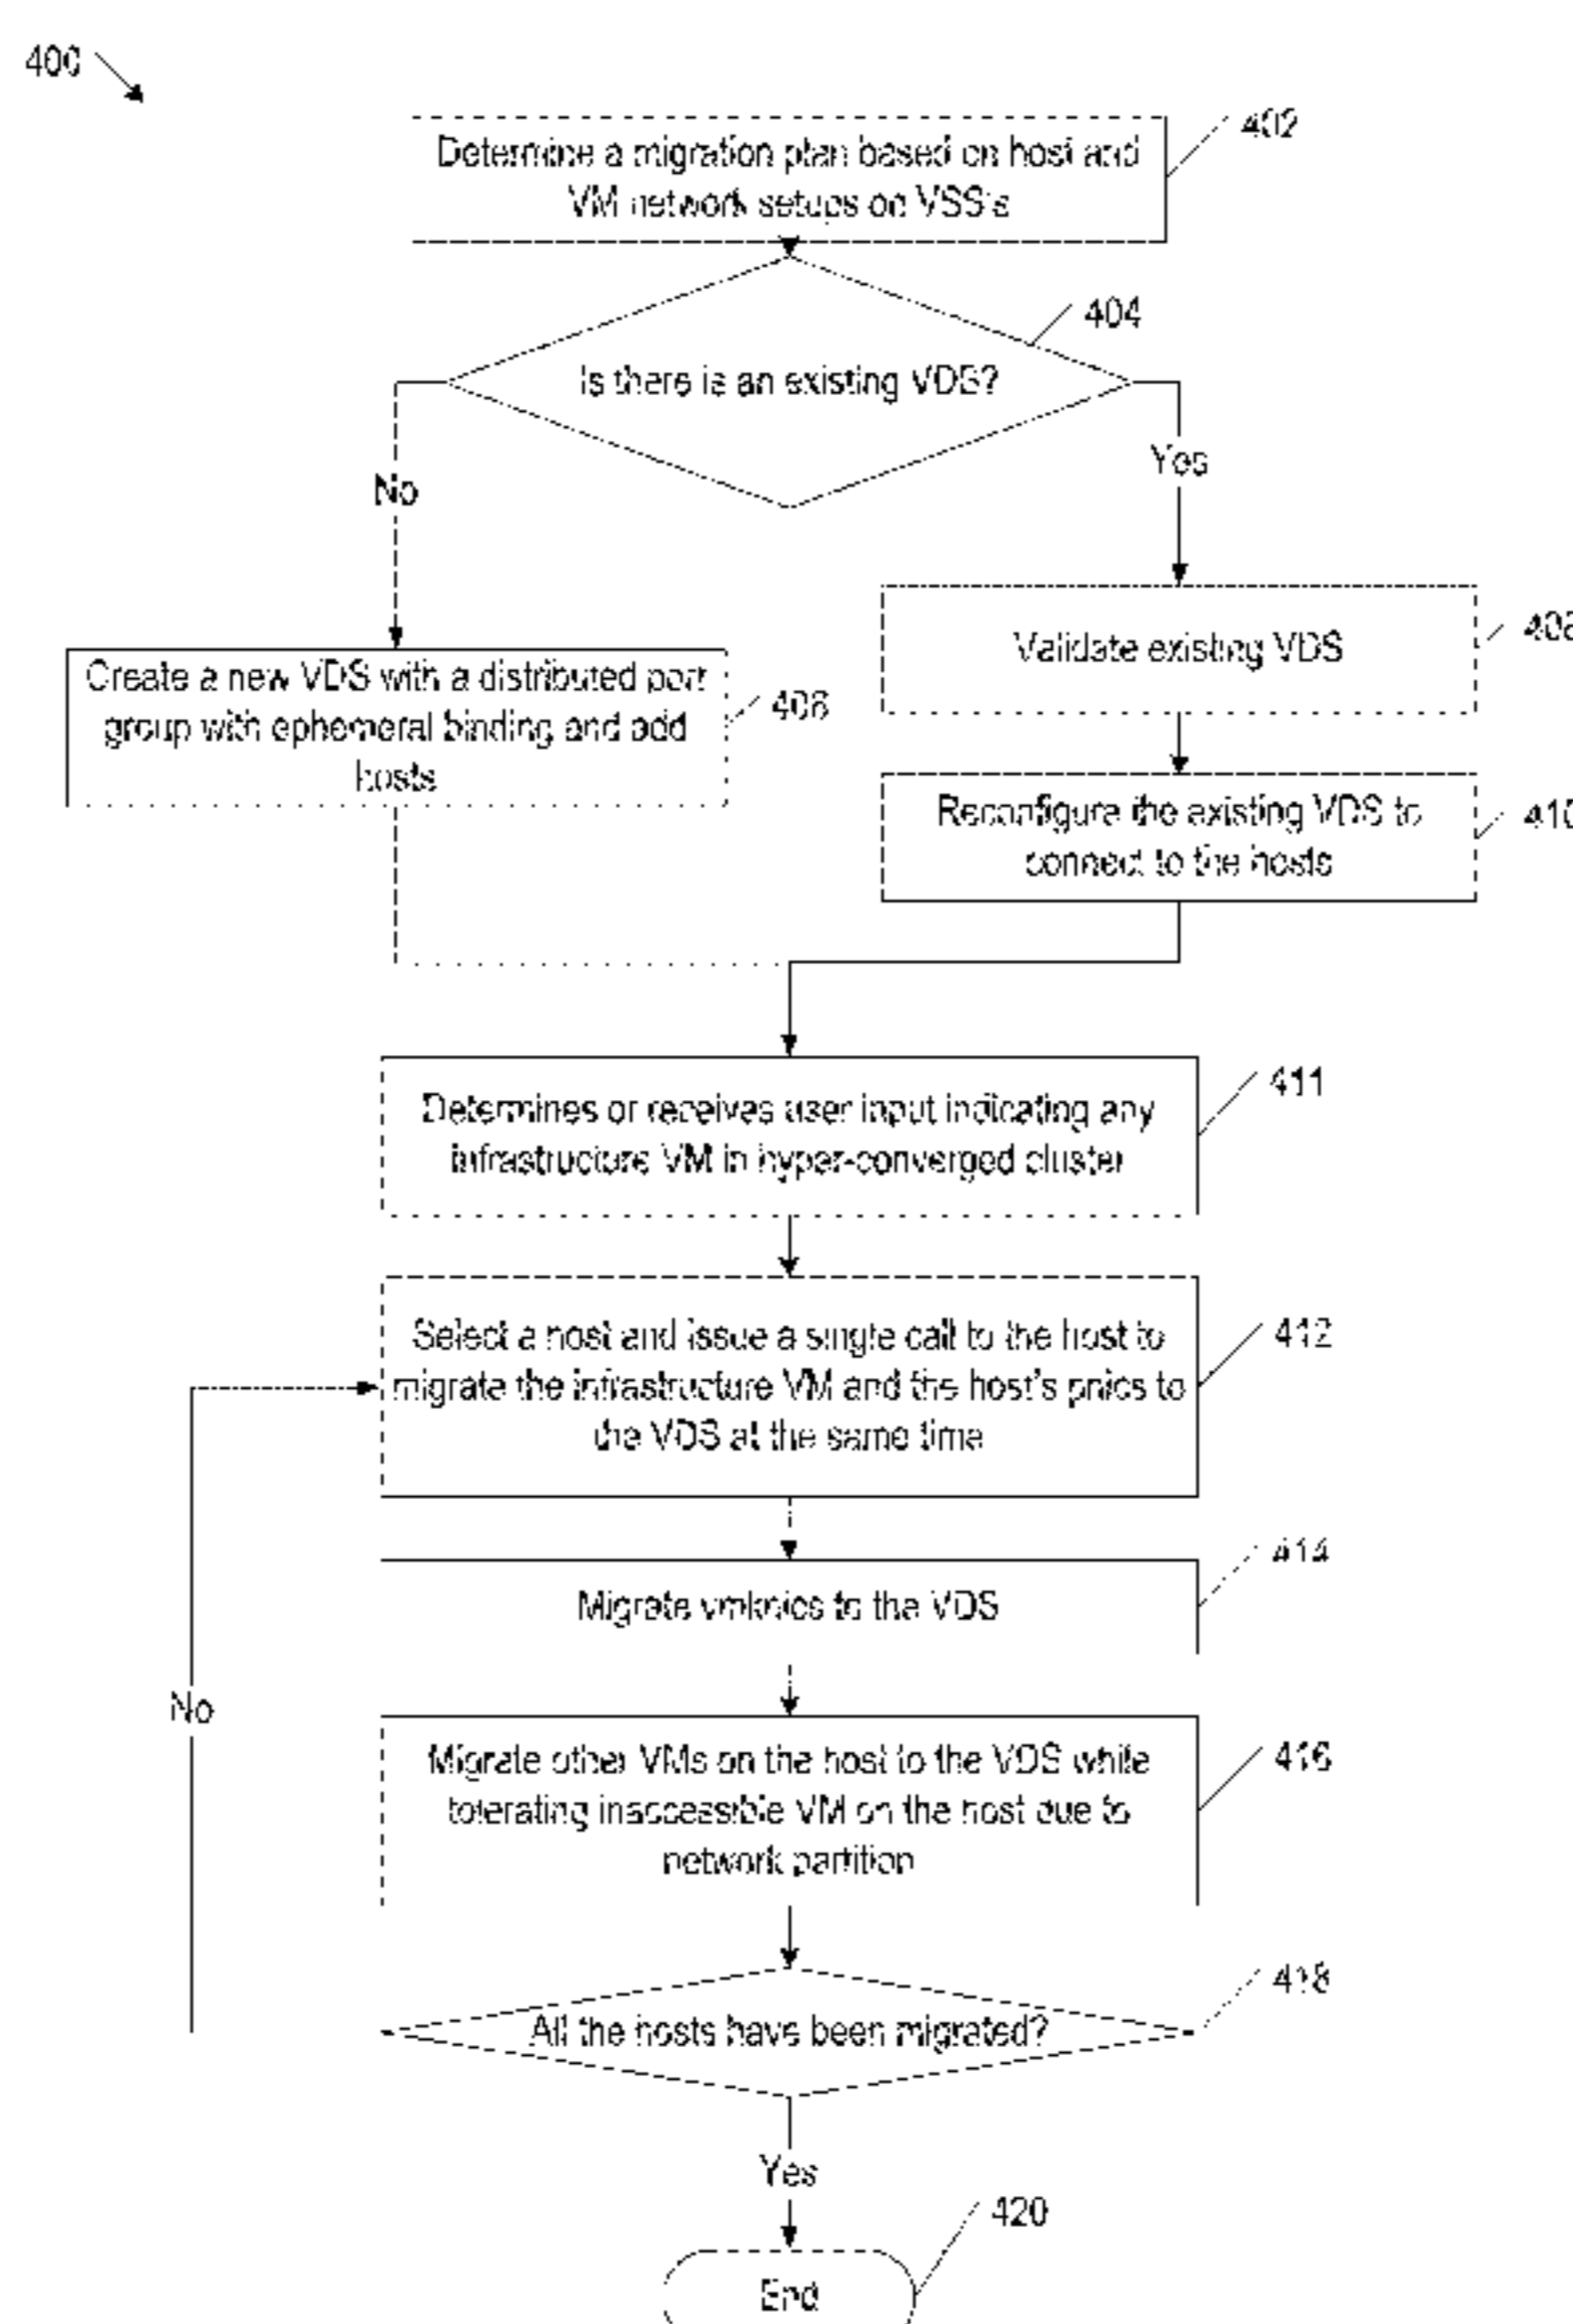 400
402
Determine a migration plan based on host and
VM network setups on VSS's
404
Is there is an existing VDS?
No
Yes
Validate existing VDS
Create a new VDS with a distributed port
group with ephemeral binding and add
hosts
406
Reconfigure the existing VDS to
connect to the hosts
411
Determines or receives user input indicating any
infrastructure VM in hyper-converged cluster
412
Select a host and issue a single call to the host to
migrate the infrastructure VM and the host's pnics to
the VDS at the same time
414
Migrate vmknics to the VDS
No
416
Migrate other VMs on the host to the VDS while
tolerating inaccessible VM on the host due to
network partition
418
All the hosts have been migrated?
Yes
420
End